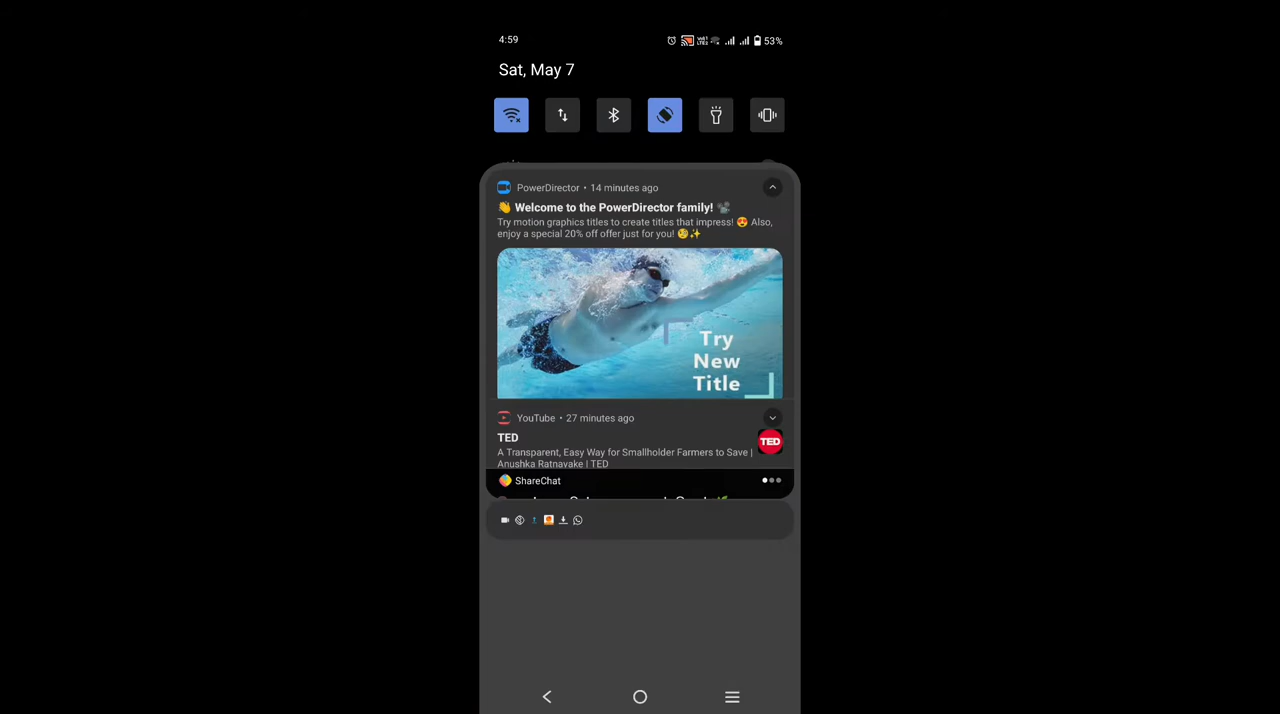 4:59
53%
Sat, May 7
PowerDirector • 14 minutes ago
👋 Welcome to the PowerDirector family! 📽
Try motion graphics titles to create titles that impress! 😍 Also,
enjoy a special 20% off offer just for you! 🧐✨
Try
New
Title
YouTube • 27 minutes ago
TED
TED
A Transparent, Easy Way for Smallholder Farmers to Save |
Anushka Ratnayake | TED
ShareChat